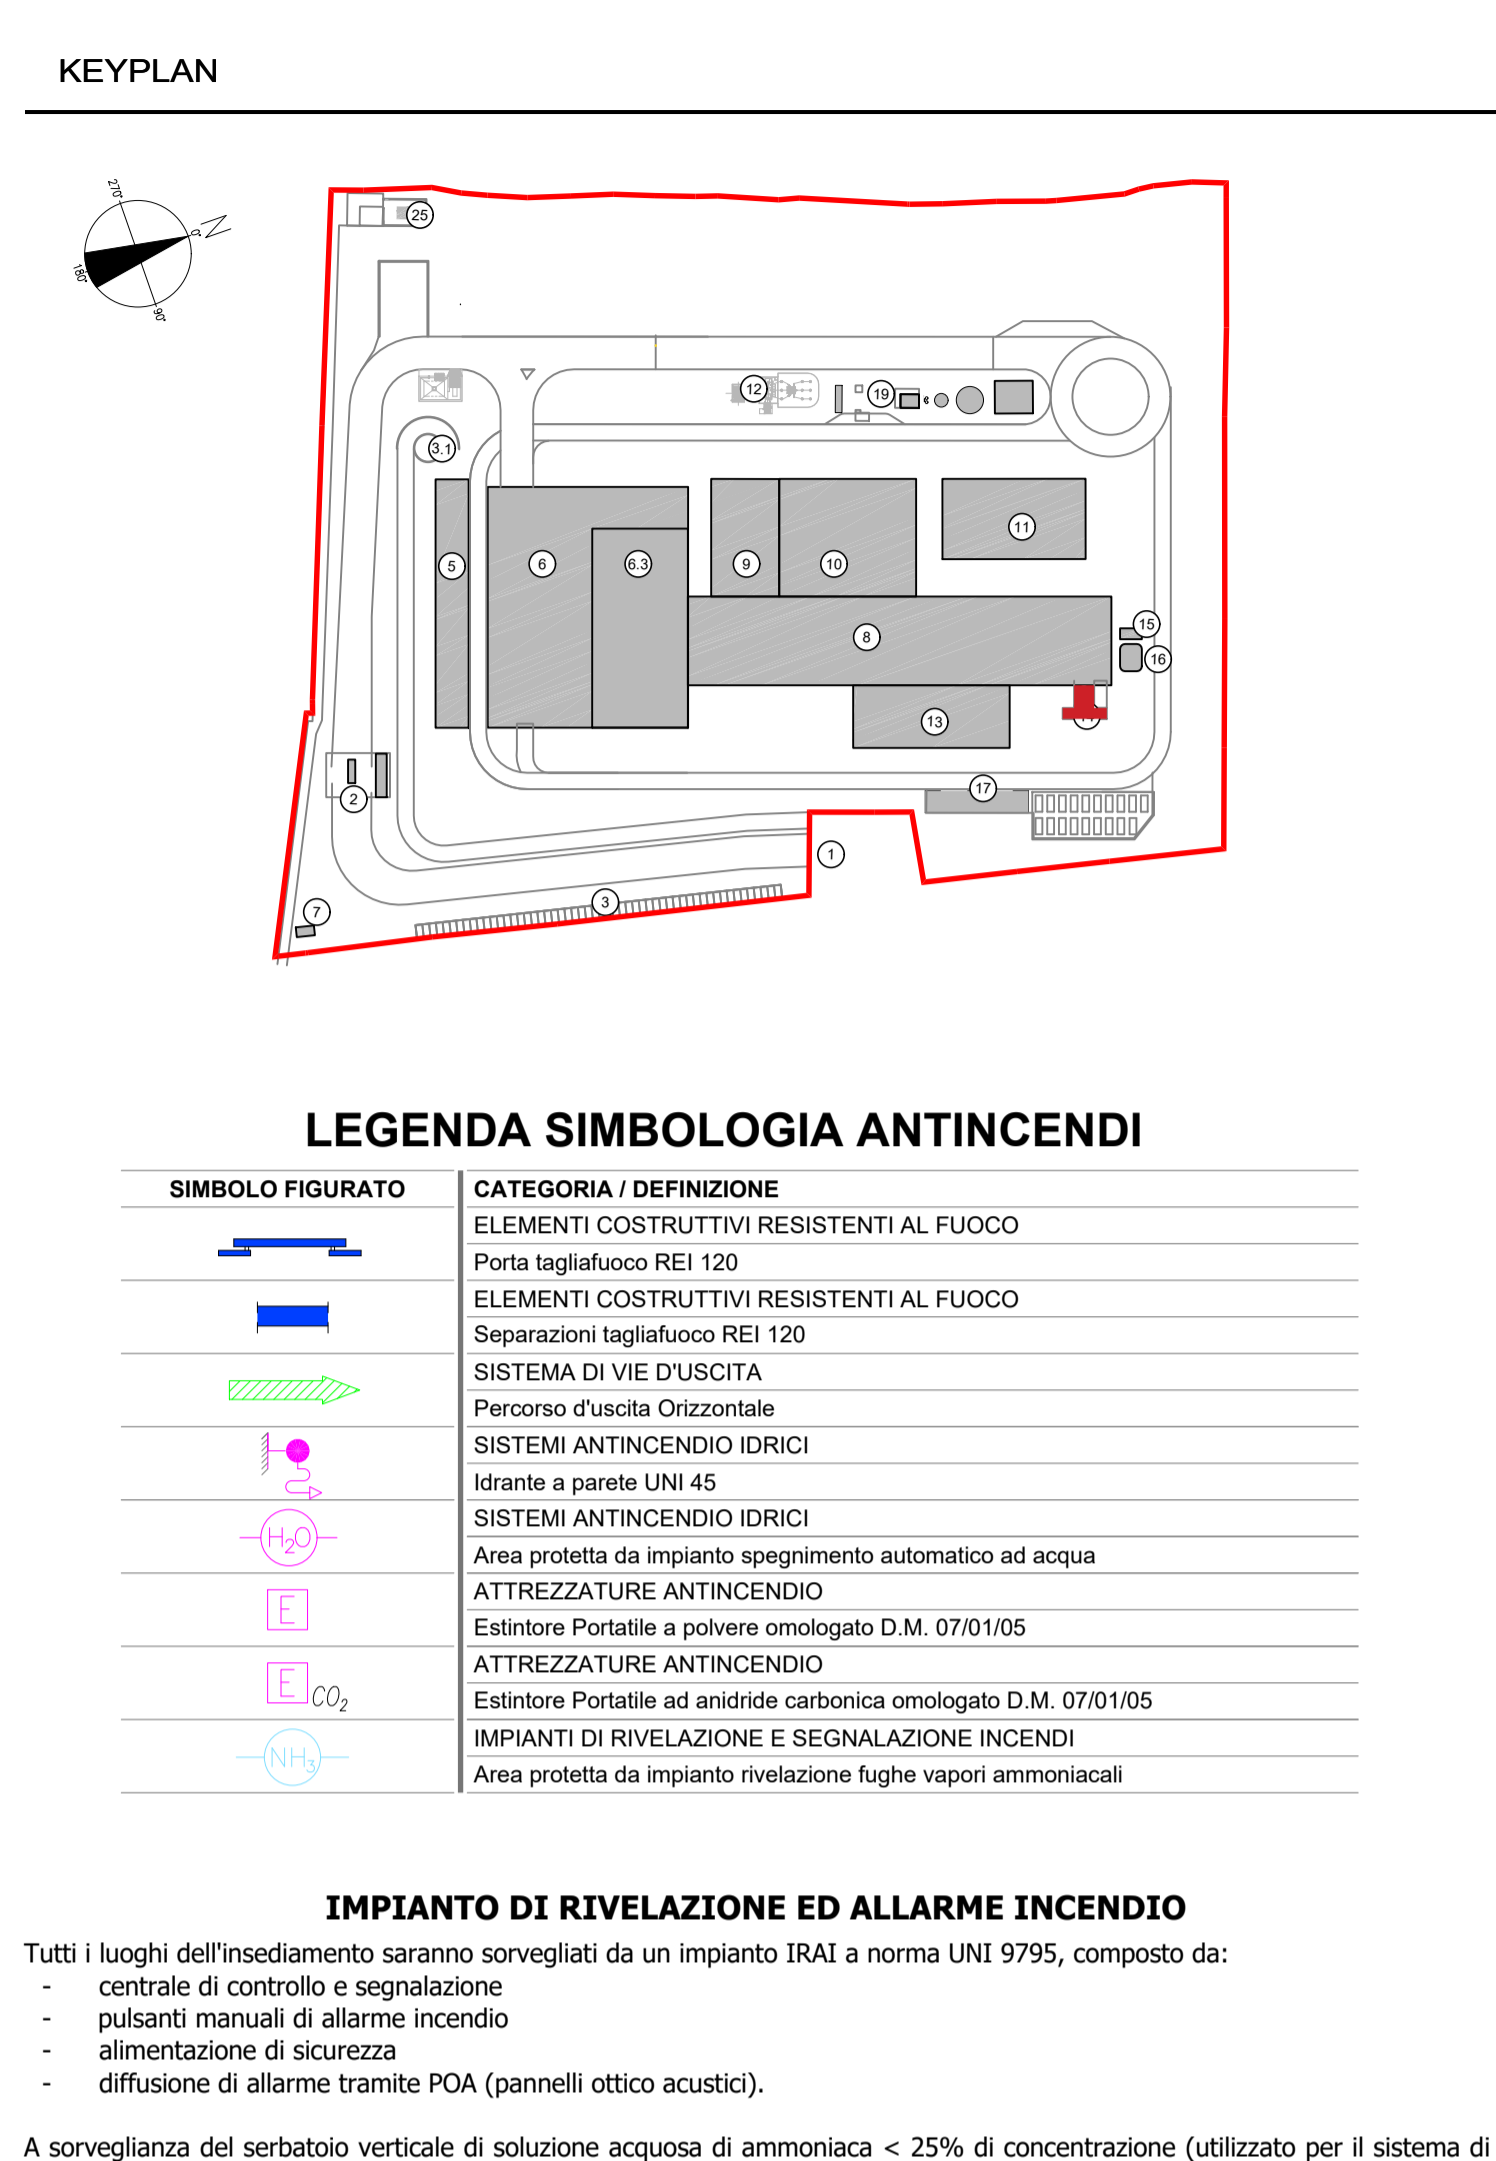 KEYPLAN
270°
N
0°
180°
90°
25
12
19
3.1
5
6
6.3
9
10
11
8
15
16
13
2
17
1
3
7
LEGENDA SIMBOLOGIA ANTINCENDI
SIMBOLO FIGURATO
CATEGORIA / DEFINIZIONE
ELEMENTI COSTRUTTIVI RESISTENTI AL FUOCO
Porta tagliafuoco REI 120
ELEMENTI COSTRUTTIVI RESISTENTI AL FUOCO
Separazioni tagliafuoco REI 120
SISTEMA DI VIE D'USCITA
Percorso d'uscita Orizzontale
SISTEMI ANTINCENDIO IDRICI
Idrante a parete UNI 45
H2O
SISTEMI ANTINCENDIO IDRICI
Area protetta da impianto spegnimento automatico ad acqua
E
ATTREZZATURE ANTINCENDIO
Estintore Portatile a polvere omologato D.M. 07/01/05
E CO2
ATTREZZATURE ANTINCENDIO
Estintore Portatile ad anidride carbonica omologato D.M. 07/01/05
NH3
IMPIANTI DI RIVELAZIONE E SEGNALAZIONE INCENDI
Area protetta da impianto rivelazione fughe vapori ammoniacali
IMPIANTO DI RIVELAZIONE ED ALLARME INCENDIO
Tutti i luoghi dell'insediamento saranno sorvegliati da un impianto IRAI a norma UNI 9795, composto da:
- centrale di controllo e segnalazione
- pulsanti manuali di allarme incendio
- alimentazione di sicurezza
- diffusione di allarme tramite POA (pannelli ottico acustici).
A sorveglianza del serbatoio verticale di soluzione acquosa di ammoniaca < 25% di concentrazione (utilizzato per il sistema di